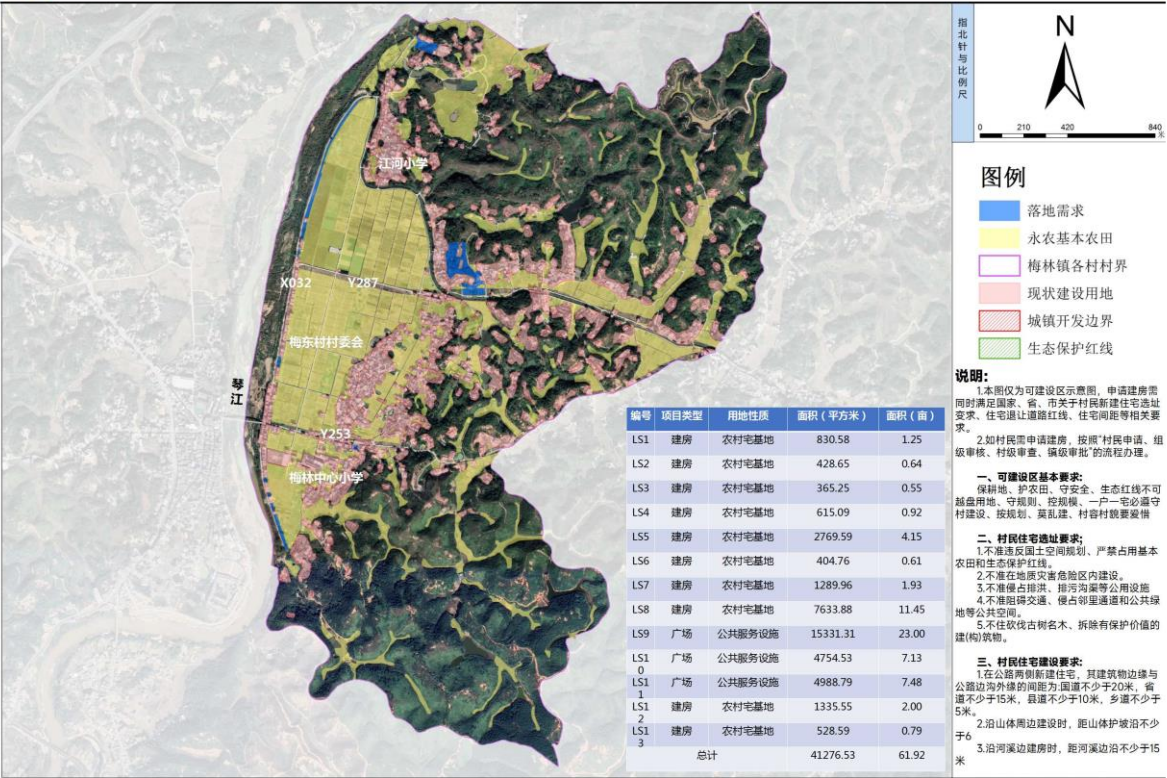 指北针与比例尺
N
0 210 420 840
米
图例
落地需求
永农基本农田
梅林镇各村村界
现状建设用地
城镇开发边界
生态保护红线
江河小学
X032 Y287
梅东村村委会
琴江
Y253
梅林中心小学
说明:
1.本图仅为可建设区示意图，申请建房需
同时满足国家、省、市关于村民新建住宅选址
变求、住宅退让道路红线、住宅间距等相关要
求。
2.如村民需申请建房，按照"村民申请、组
级审核、村级审查、镇级审批"的流程办理。
一、可建设区基本要求:
保耕地、护农田、守安全、生态红线不可
越盘用地、守规则、控规模、一户一宅必遵守
村建设、按规划、莫乱建、村容村貌要爱惜
二、村民住宅选址要求;
1.不准违反国土空间规划、严禁占用基本
农田和生态保护红线。
2.不准在地质灾害危险区内建设。
3.不准侵占排洪、排污沟渠等公用设施
4.不准阻碍交通、侵占邻里通道和公共绿
地等公共空间。
5.不住砍伐古树名木、拆除有保护价值的
建(构)筑物。
三、村民住宅建设要求:
1.在公路两侧新建住宅，其建筑物边缘与
公路边沟外缘的间距为:国道不少于20米，省
道不少于15米，县道不少于10米，乡道不少于
5米。
2.沿山体周边建设时，距山体护坡沿不少
于6
3.沿河溪边建房时，距河溪边沿不少于15
米
编号 项目类型 用地性质 面积（平方米） 面积（亩）
LS1 建房 农村宅基地 830.58 1.25
LS2 建房 农村宅基地 428.65 0.64
LS3 建房 农村宅基地 365.25 0.55
LS4 建房 农村宅基地 615.09 0.92
LS5 建房 农村宅基地 2769.59 4.15
LS6 建房 农村宅基地 404.76 0.61
LS7 建房 农村宅基地 1289.96 1.93
LS8 建房 农村宅基地 7633.88 11.45
LS9 广场 公共服务设施 15331.31 23.00
LS10 广场 公共服务设施 4754.53 7.13
LS11 广场 公共服务设施 4988.79 7.48
LS12 建房 农村宅基地 1335.55 2.00
LS13 建房 农村宅基地 528.59 0.79
总计 41276.53 61.92